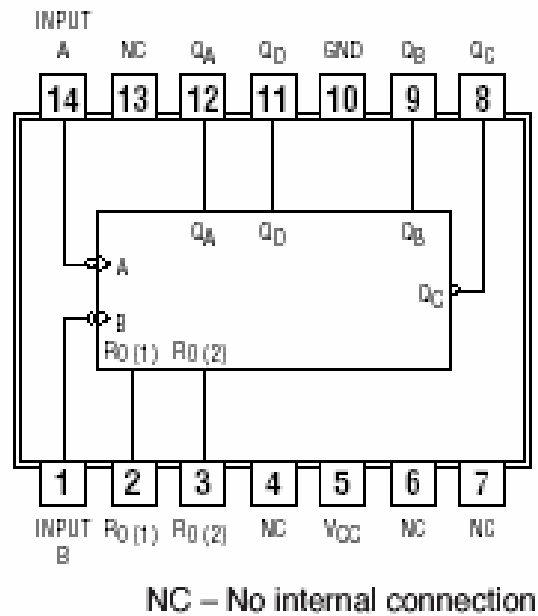 INPUT
A NC QA QD GND QB QC
14 13 12 11 10 9 8
QA QD QB
A
QC
B
R0(1) R0(2)
1 2 3 4 5 6 7
INPUT R0(1) R0(2) NC VCC NC NC
B
NC – No internal connection